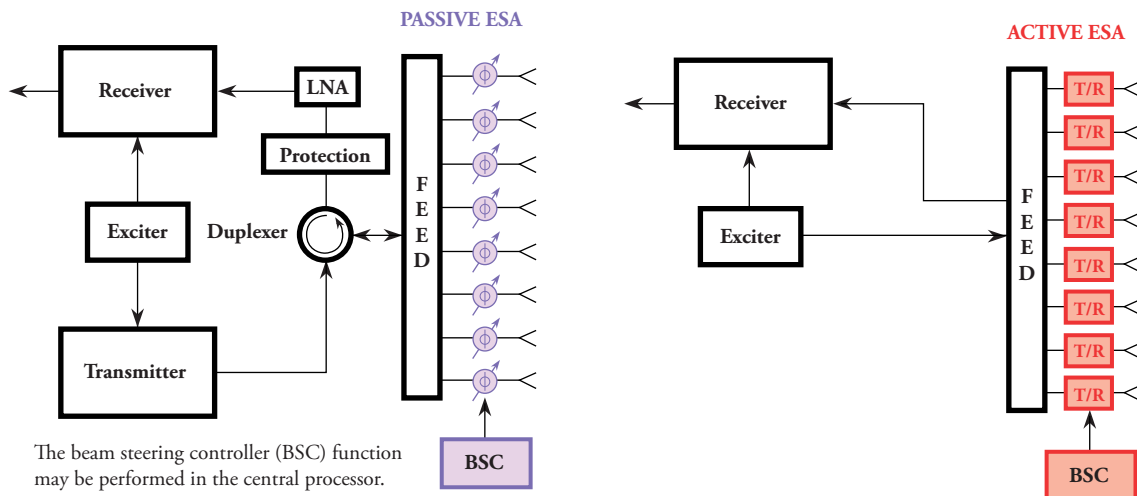 PASSIVE ESA
Receiver
LNA
Protection
Exciter
Duplexer
Transmitter
F
E
E
D
ϕ
ϕ
ϕ
ϕ
ϕ
ϕ
ϕ
ϕ
BSC
The beam steering controller (BSC) function
may be performed in the central processor.
ACTIVE ESA
Receiver
Exciter
F
E
E
D
T/R
T/R
T/R
T/R
T/R
T/R
T/R
T/R
BSC